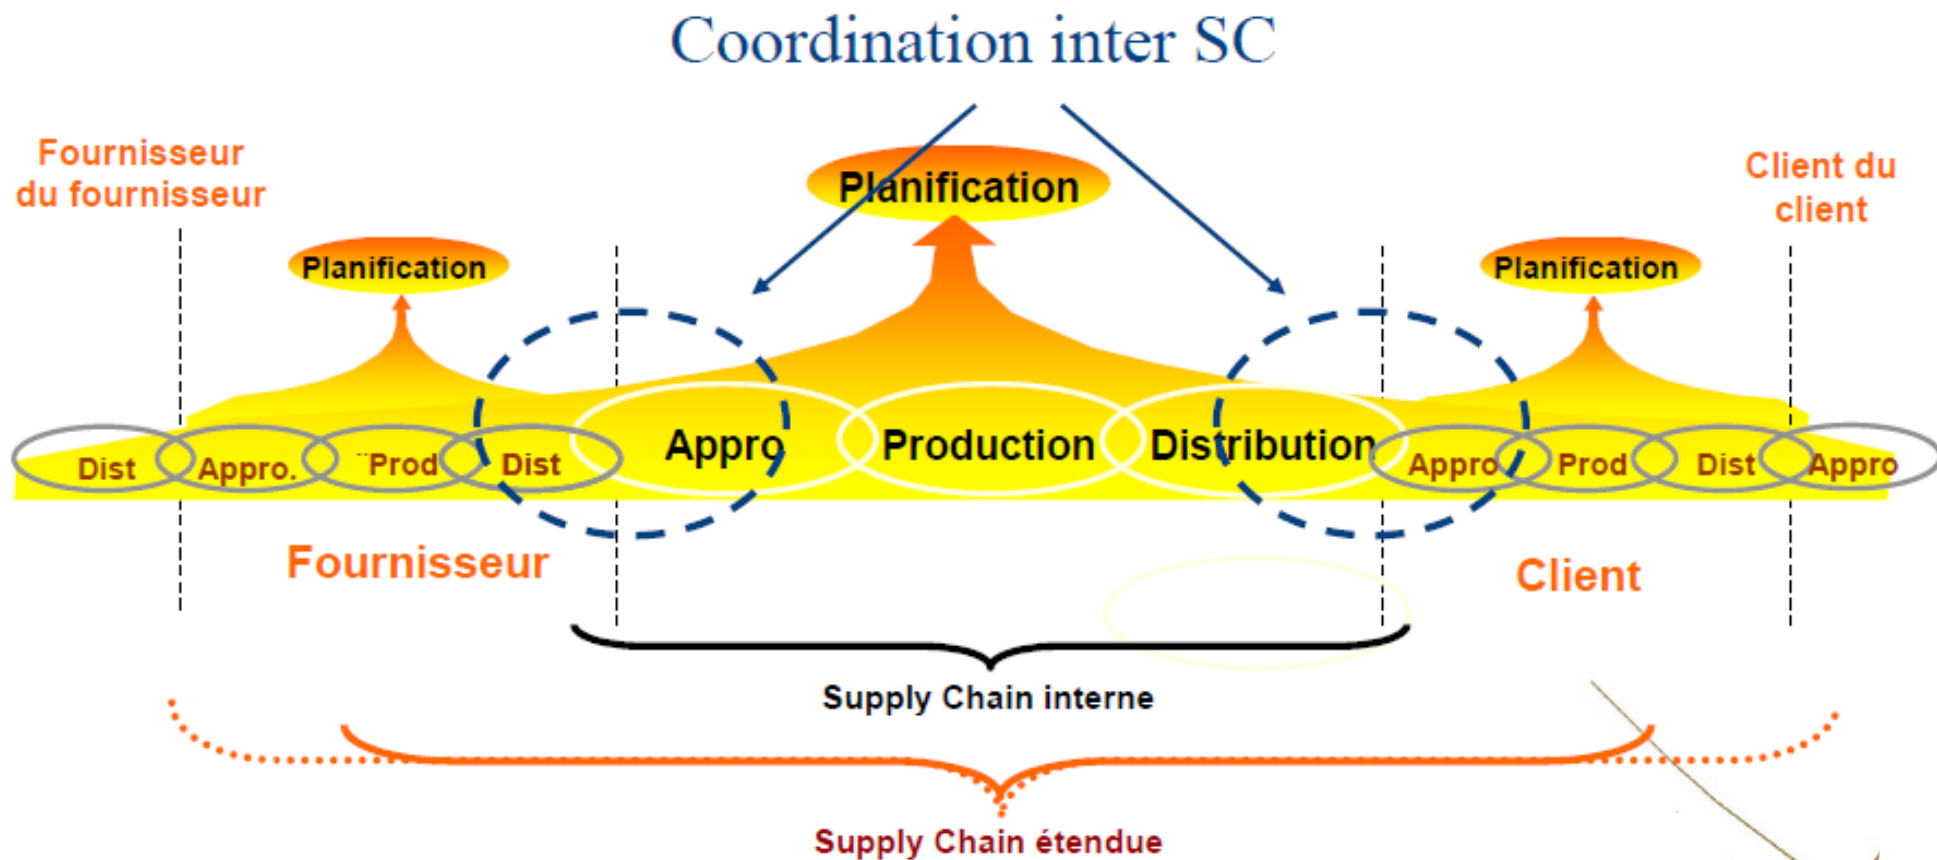 Coordination inter SC
Fournisseur
du fournisseur
Client du
client
Planification
Planification
Planification
Dist
Appro.
¨Prod
Dist
Appro
Production
Distribution
Appro
Prod
Dist
Appro
Fournisseur
Client
Supply Chain interne
Supply Chain étendue